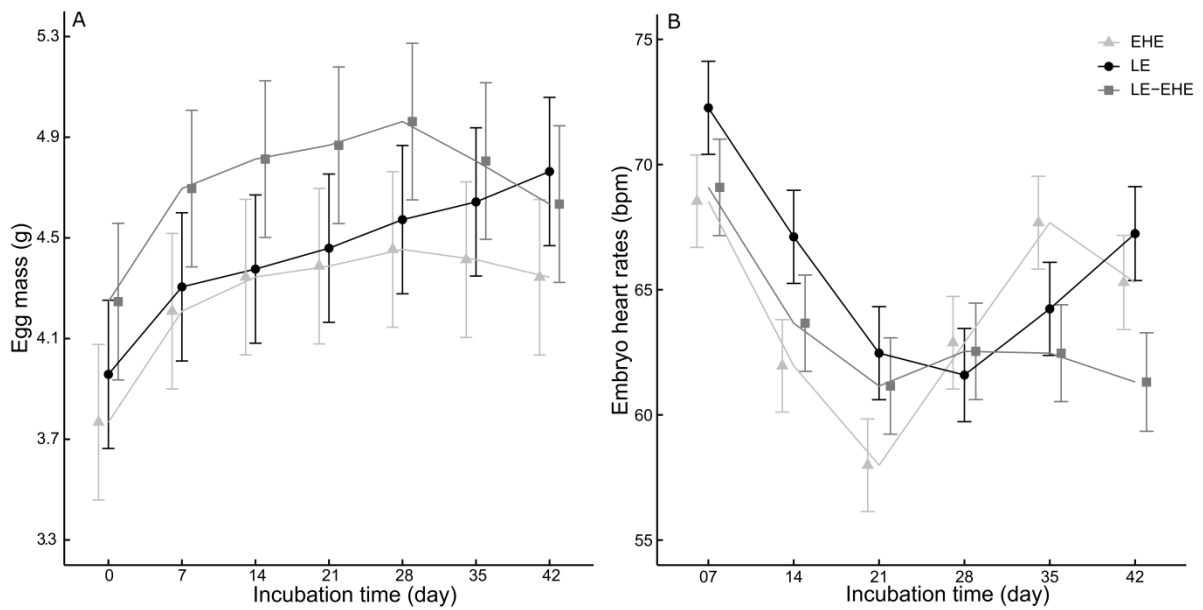 A
Egg mass (g)
5.3
4.9
4.5
4.1
3.7
3.3
0 7 14 21 28 35 42
Incubation time (day)
B
Embryo heart rates (bpm)
75
70
65
60
55
07 14 21 28 35 42
Incubation time (day)
EHE
LE
LE-EHE